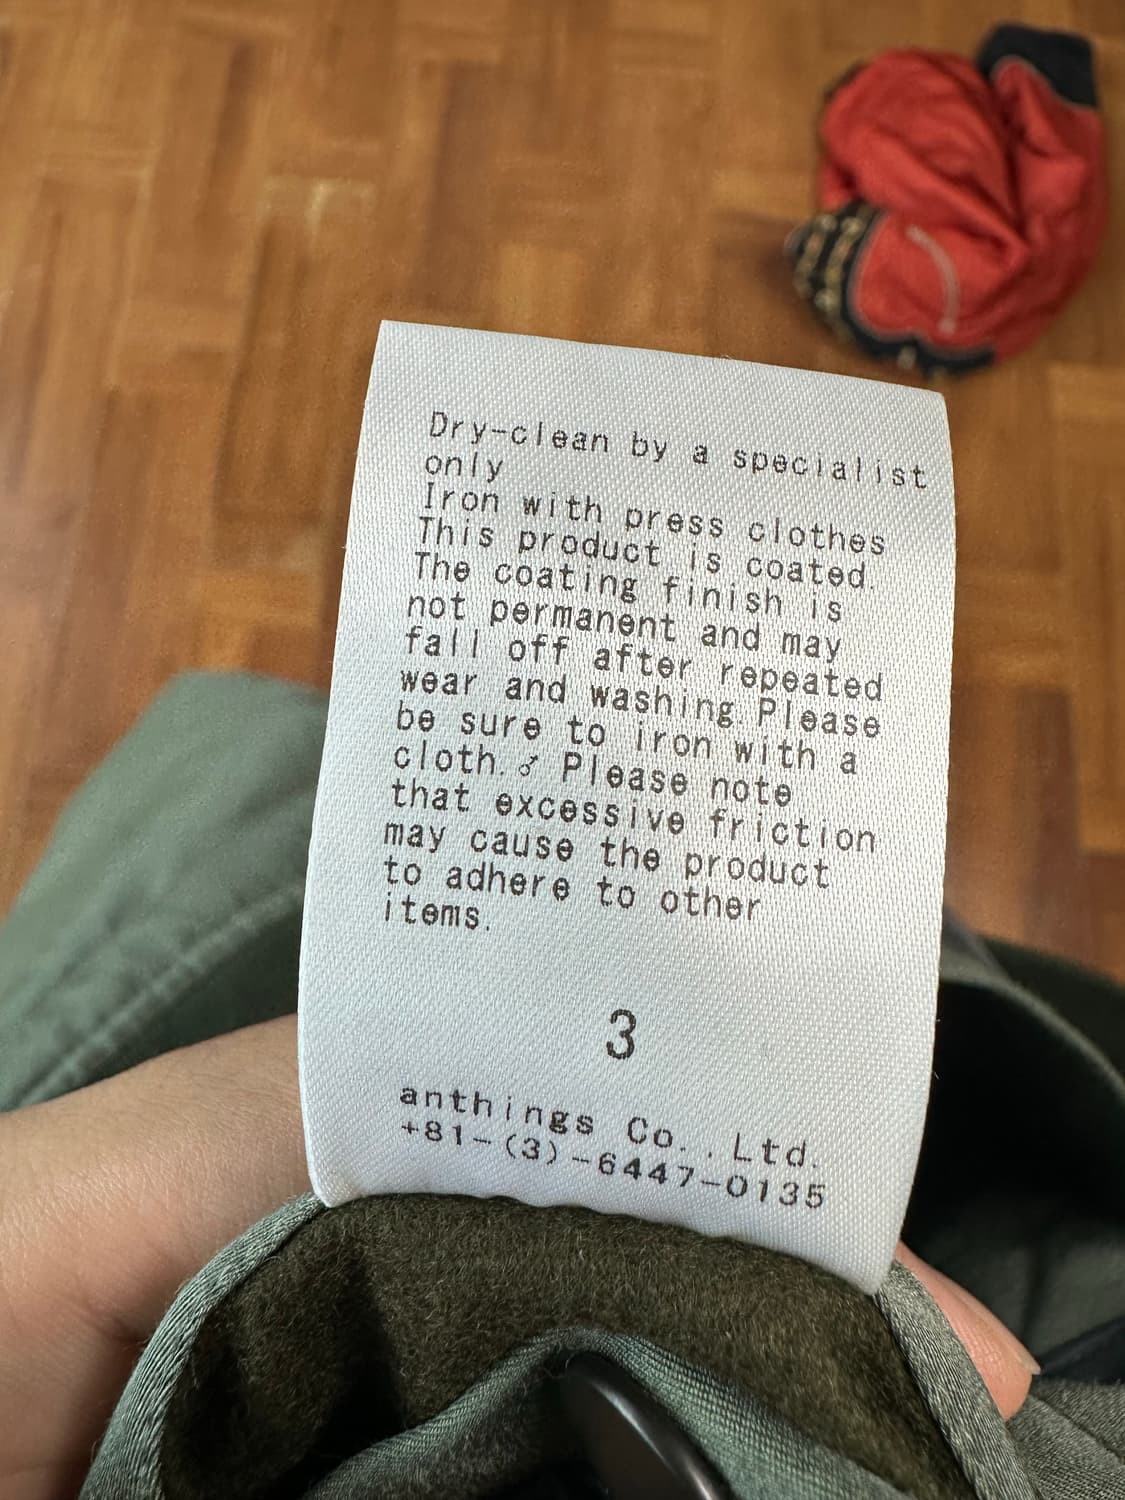 Dry-clean by a specialist
only
Iron with press clothes
This product is coated.
The coating finish is
not permanent and may
fall off after repeated
wear and washing.Please
be sure to iron with a
cloth.♂ Please note
that excessive friction
may cause the product
to adhere to other
items.
3
anthings Co.,Ltd.
+81-(3)-6447-0135